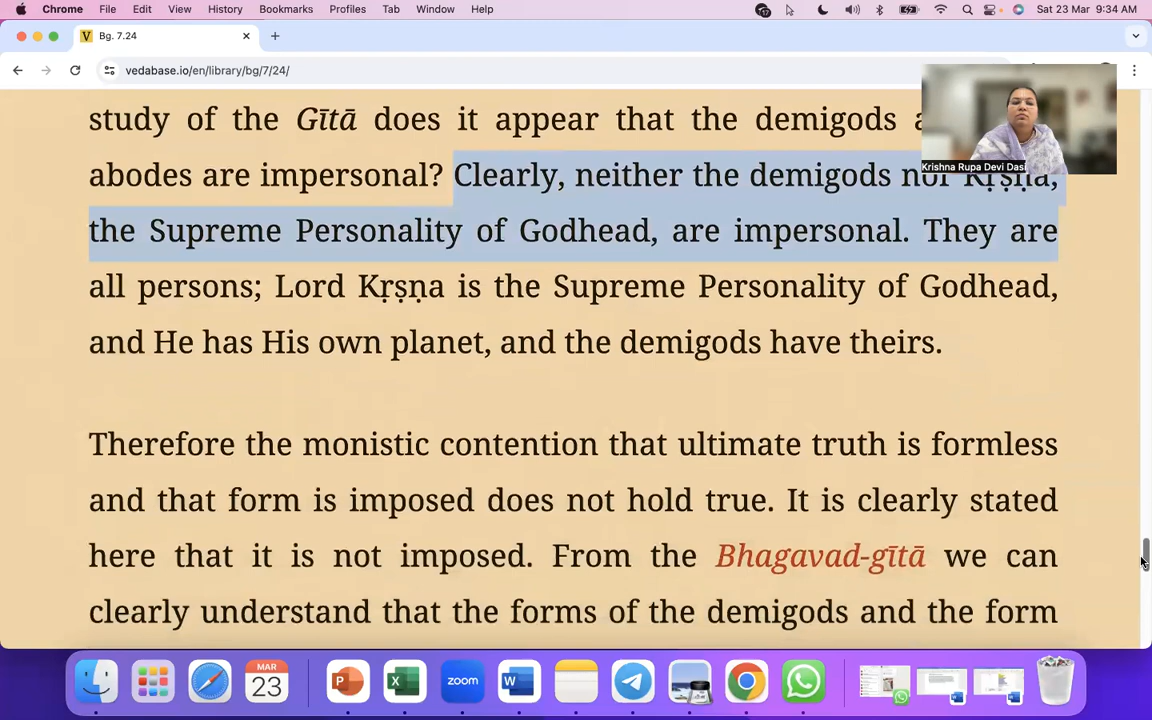 Chrome File Edit View History Bookmarks Profiles Tab Window Help Sat 23 Mar 9:34 AM
Bg. 7.24
vedabase.io/en/library/bg/7/24/
study of the Gītā does it appear that the demigods
abodes are impersonal? Clearly, neither the demigods nor Kṛṣṇa,
Krishna Rupa Devi Dasi
the Supreme Personality of Godhead, are impersonal. They are
all persons; Lord Kṛṣṇa is the Supreme Personality of Godhead,
and He has His own planet, and the demigods have theirs.
Therefore the monistic contention that ultimate truth is formless
and that form is imposed does not hold true. It is clearly stated
here that it is not imposed. From the Bhagavad-gītā we can
clearly understand that the forms of the demigods and the form
MAR
23
zoom